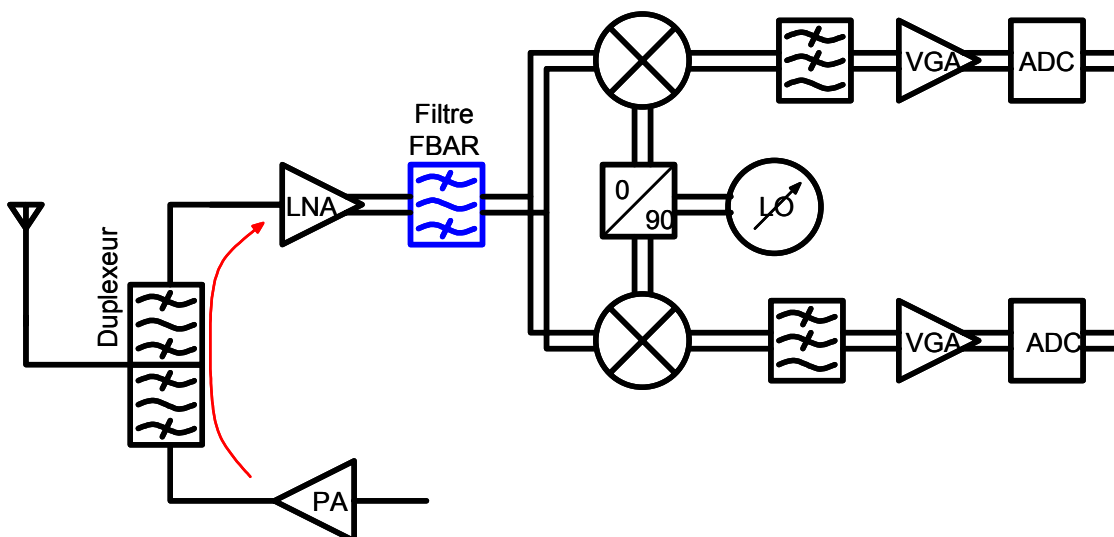 VGA
ADC
Filtre
FBAR
LNA
0
90
LO
Duplexeur
VGA
ADC
PA